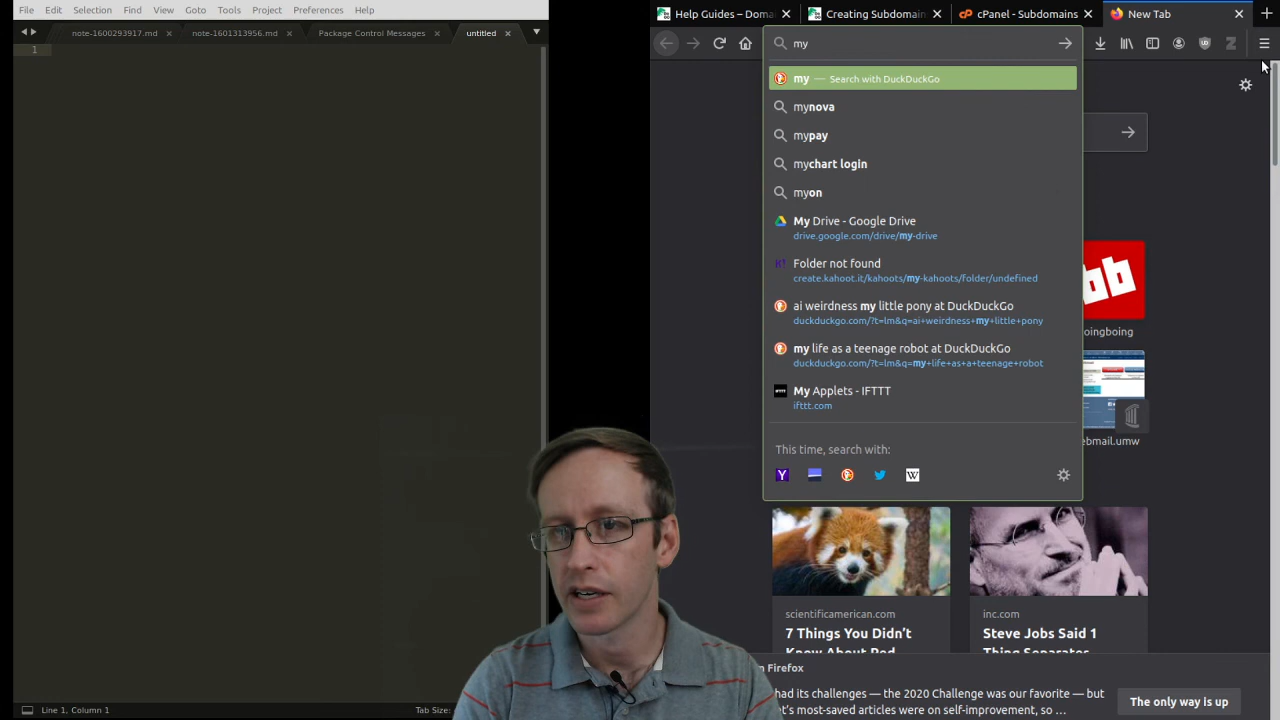 File Edit Selection Find View Goto Tools Project Preferences Help
note-1600293917.md
note-1601313956.md
Package Control Messages
untitled
1
Line 1, Column 1
Tab Size:
Help Guides – Doma
Creating Subdomain
cPanel - Subdomains
New Tab
my
my — Search with DuckDuckGo
mynova
mypay
mychart login
myon
My Drive - Google Drive
drive.google.com/drive/my-drive
Folder not found
create.kahoot.it/kahoots/my-kahoots/folder/undefined
ai weirdness my little pony at DuckDuckGo
duckduckgo.com/?t=lm&q=ai+weirdness+my+little+pony
my life as a teenage robot at DuckDuckGo
duckduckgo.com/?t=lm&q=my+life+as+a+teenage+robot
My Applets - IFTTT
ifttt.com
This time, search with:
oingboing
ebmail.umw
scientificamerican.com
7 Things You Didn’t
Know About Red
inc.com
Steve Jobs Said 1
Thing Separates
n Firefox
had its challenges — the 2020 Challenge was our favorite — but
t’s most-saved articles were on self-improvement, so …
The only way is up